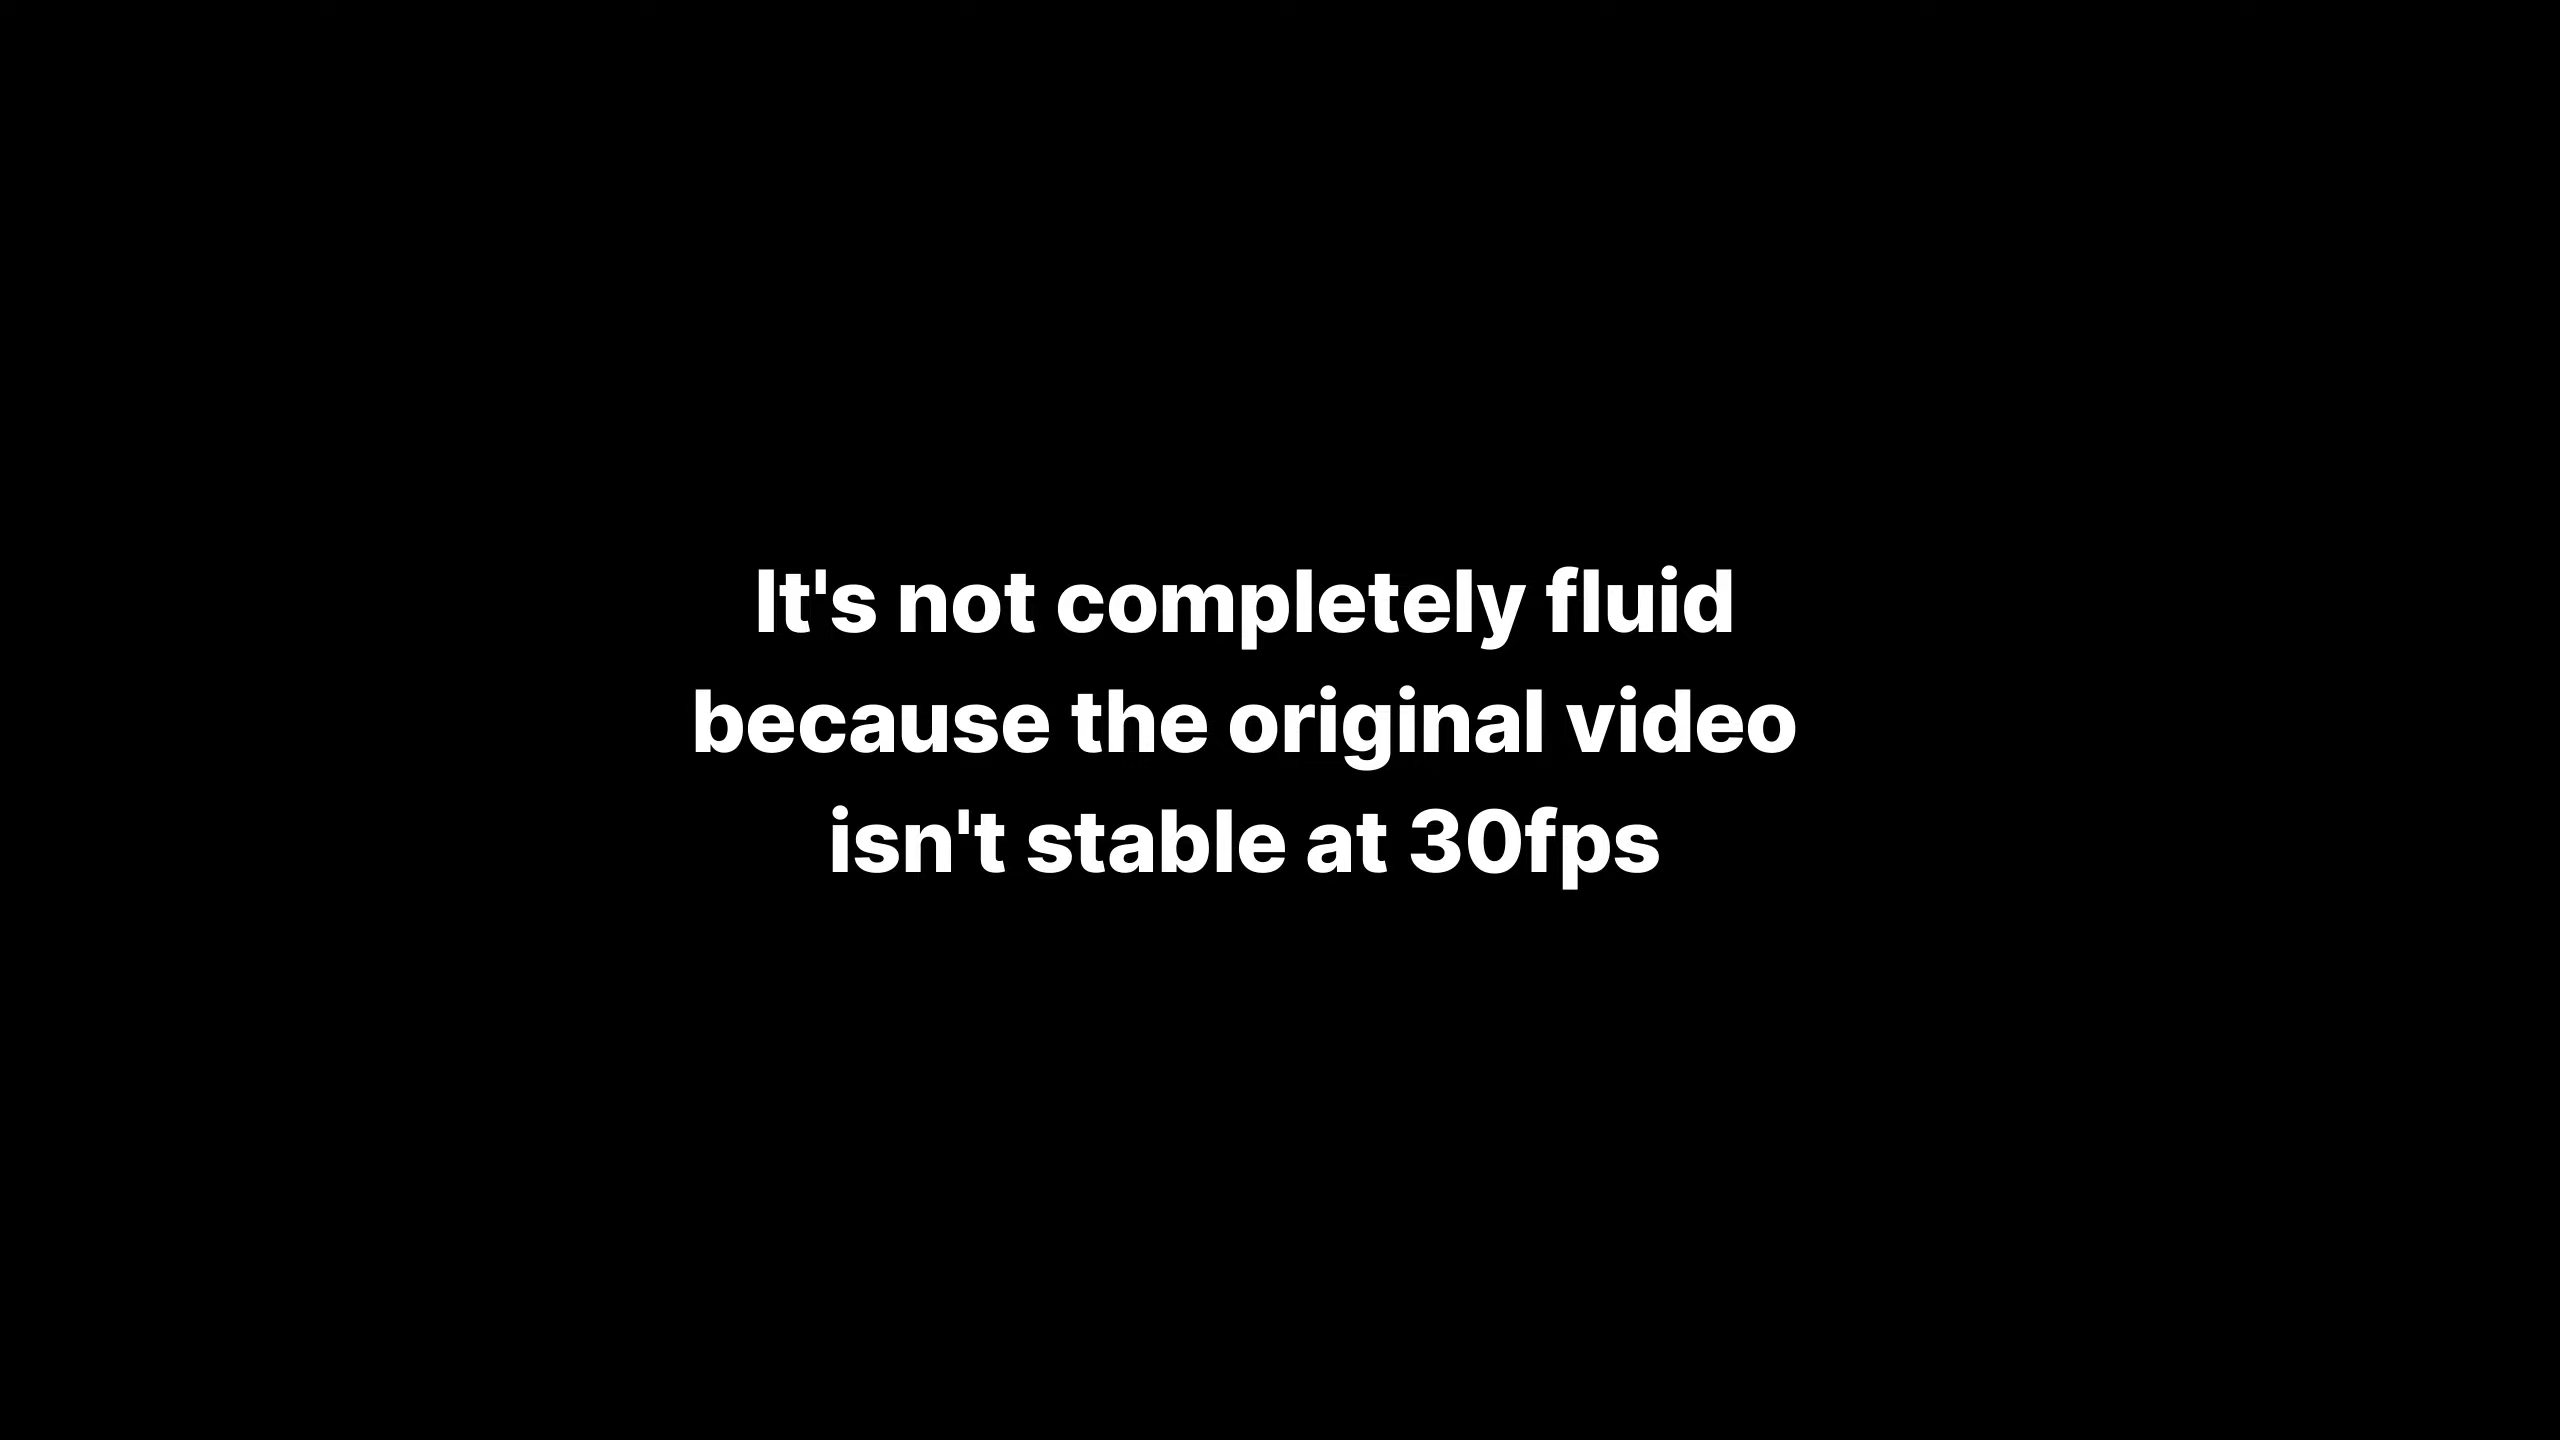 It's not completely fluid
because the original video
isn't stable at 30fps